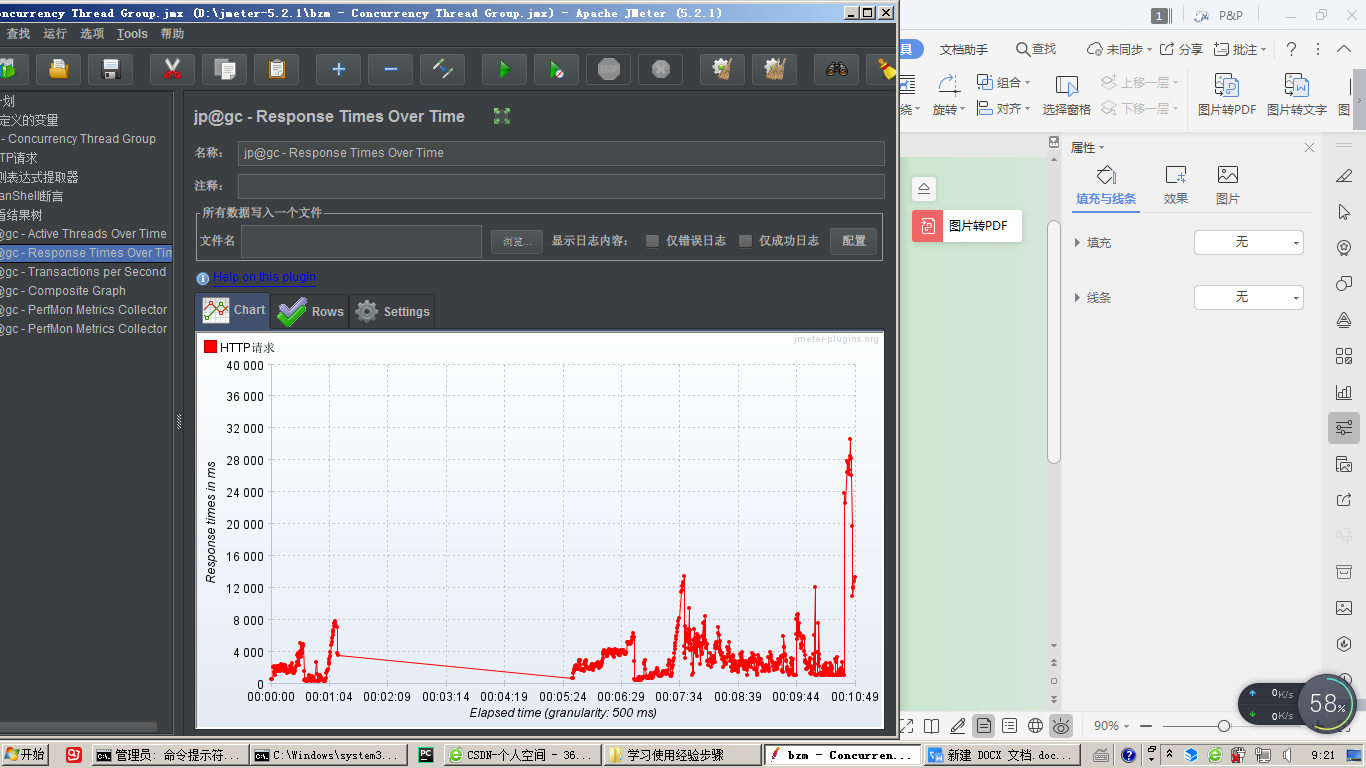 oncurrency Thread Group.jmx (D:\jmeter-5.2.1\bzm - Concurrency Thread Group.jmx) - Apache JMeter (5.2.1)
查找 运行 选项 Tools 帮助
STOP
计划
定义的变量
- Concurrency Thread Group
TP请求
则表达式提取器
anShell断言
看结果树
@gc - Active Threads Over Time
@gc - Response Times Over Tim
@gc - Transactions per Second
@gc - Composite Graph
@gc - PerfMon Metrics Collector
@gc - PerfMon Metrics Collector
jp@gc - Response Times Over Time
名称: jp@gc - Response Times Over Time
注释:
所有数据写入一个文件
文件名 浏览... 显示日志内容: 仅错误日志 仅成功日志 配置
Help on this plugin
Chart Rows Settings
jmeter-plugins.org
HTTP请求
40 000
36 000
32 000
28 000
24 000
20 000
16 000
12 000
8 000
4 000
0
Response times in ms
00:00:00 00:01:04 00:02:09 00:03:14 00:04:19 00:05:24 00:06:29 00:07:34 00:08:39 00:09:44 00:10:49
Elapsed time (granularity: 500 ms)
1 P&P
具 文档助手 查找 未同步 分享 批注
绕 旋转 组合 对齐 选择窗格 上移一层 下移一层 图片转PDF 图片转文字 图
图片转PDF
属性
填充与线条 效果 图片
填充 无
线条 无
0K/s
0K/s
58%
90%
开始 管理员: 命令提示符... C:\Windows\system3... PC CSDN-个人空间 - 36... 学习使用经验步骤 bzm - Concurren... 新建 DOCX 文档.doc... 9:21